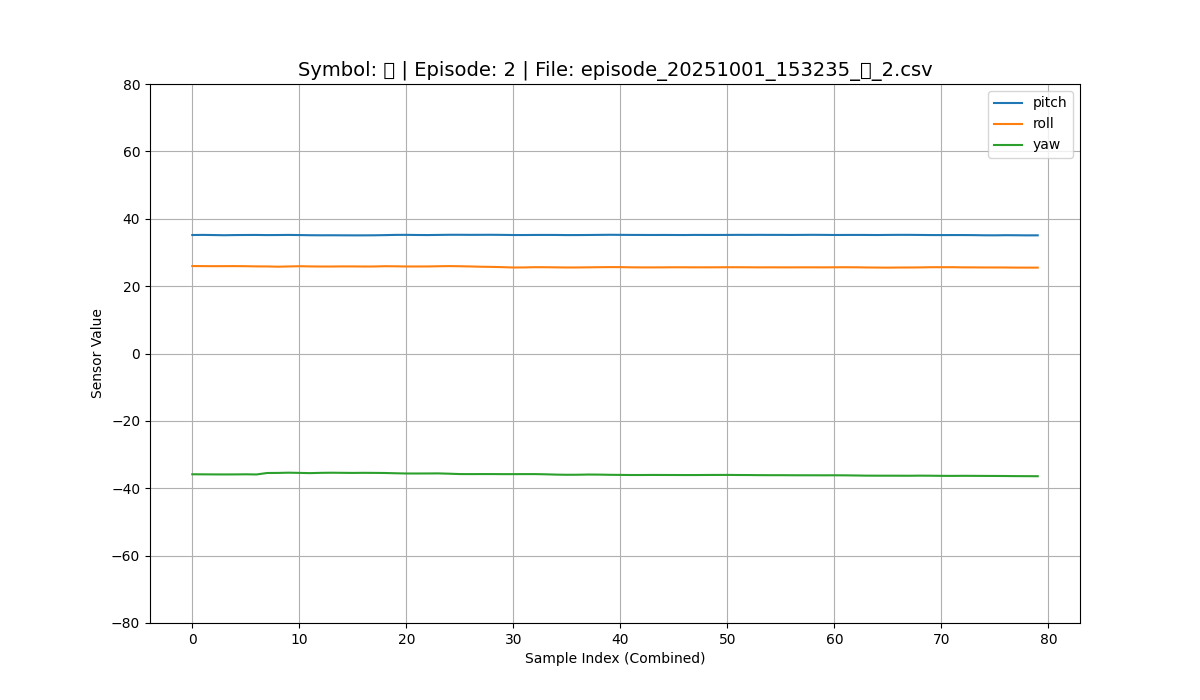 Symbol: | Episode: 2 | File: episode_20251001_153235_ _2.csv
80
60
40
20
0
−20
−40
−60
−80
Sensor Value
pitch
roll
yaw
0 10 20 30 40 50 60 70 80
Sample Index (Combined)